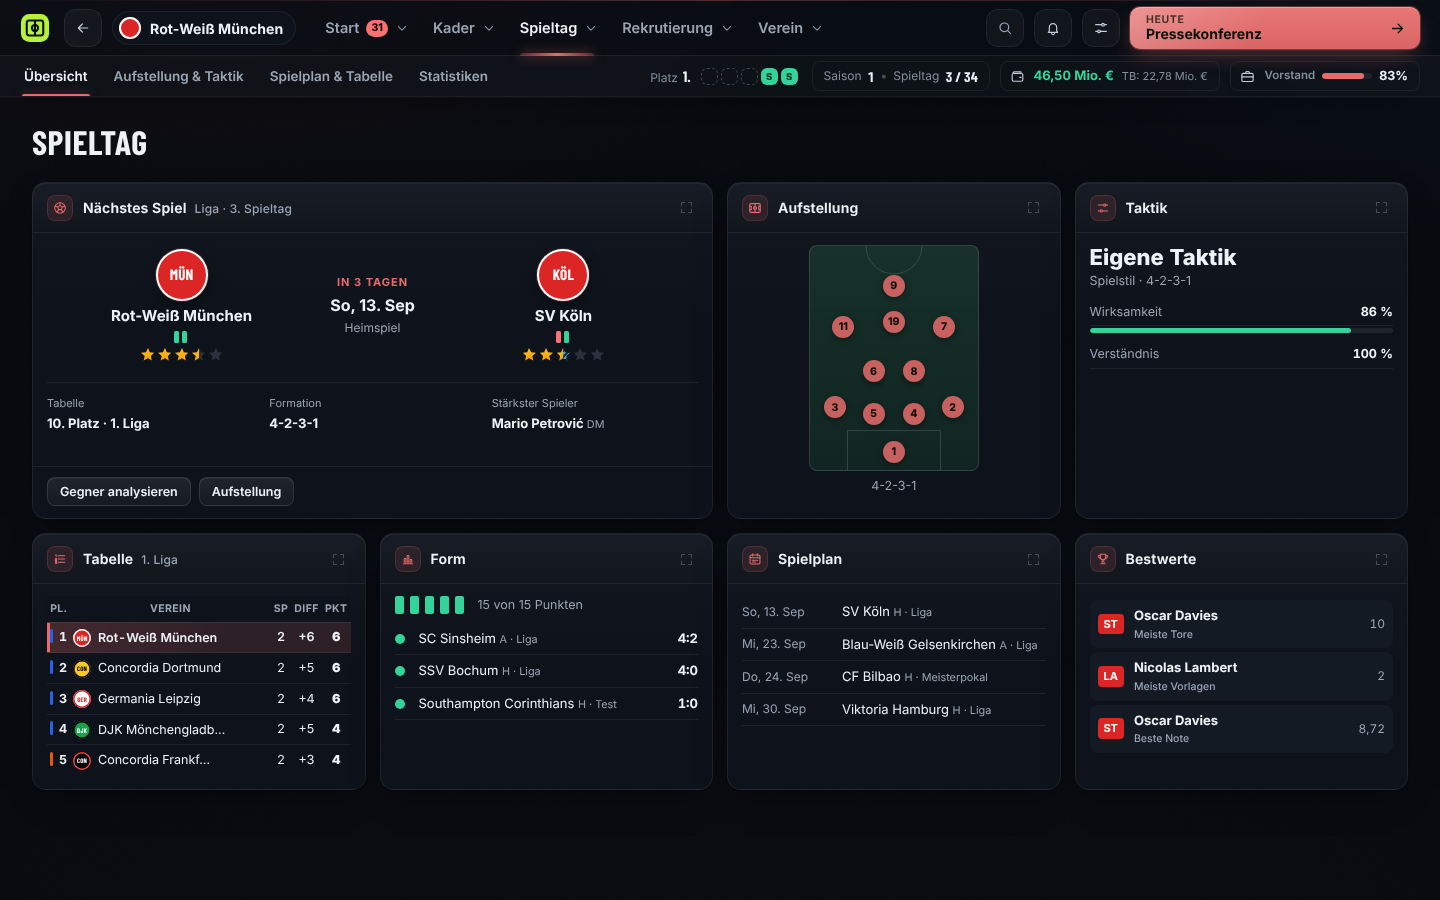 Rot-Weiß München
Start 31
Kader
Spieltag
Rekrutierung
Verein
HEUTE
Pressekonferenz
Übersicht
Aufstellung & Taktik
Spielplan & Tabelle
Statistiken
Platz 1.
S S
Saison 1 • Spieltag 3 / 34
46,50 Mio. € TB: 22,78 Mio. €
Vorstand 83%
SPIELTAG
Nächstes Spiel Liga · 3. Spieltag
MÜN
Rot-Weiß München
IN 3 TAGEN
So, 13. Sep
Heimspiel
KÖL
SV Köln
Tabelle
10. Platz · 1. Liga
Formation
4-2-3-1
Stärkster Spieler
Mario Petrović DM
Gegner analysieren
Aufstellung
Aufstellung
9
11 19 7
6 8
3 5 4 2
1
4-2-3-1
Taktik
Eigene Taktik
Spielstil · 4-2-3-1
Wirksamkeit 86 %
Verständnis 100 %
Tabelle 1. Liga
PL. VEREIN SP DIFF PKT
1 MÜN Rot-Weiß München 2 +6 6
2 CON Concordia Dortmund 2 +5 6
3 GER Germania Leipzig 2 +4 6
4 DJK DJK Mönchengladb... 2 +5 4
5 CON Concordia Frankf... 2 +3 4
Form
15 von 15 Punkten
SC Sinsheim A · Liga 4:2
SSV Bochum H · Liga 4:0
Southampton Corinthians H · Test 1:0
Spielplan
So, 13. Sep SV Köln H · Liga
Mi, 23. Sep Blau-Weiß Gelsenkirchen A · Liga
Do, 24. Sep CF Bilbao H · Meisterpokal
Mi, 30. Sep Viktoria Hamburg H · Liga
Bestwerte
ST Oscar Davies 10
Meiste Tore
LA Nicolas Lambert 2
Meiste Vorlagen
ST Oscar Davies 8,72
Beste Note